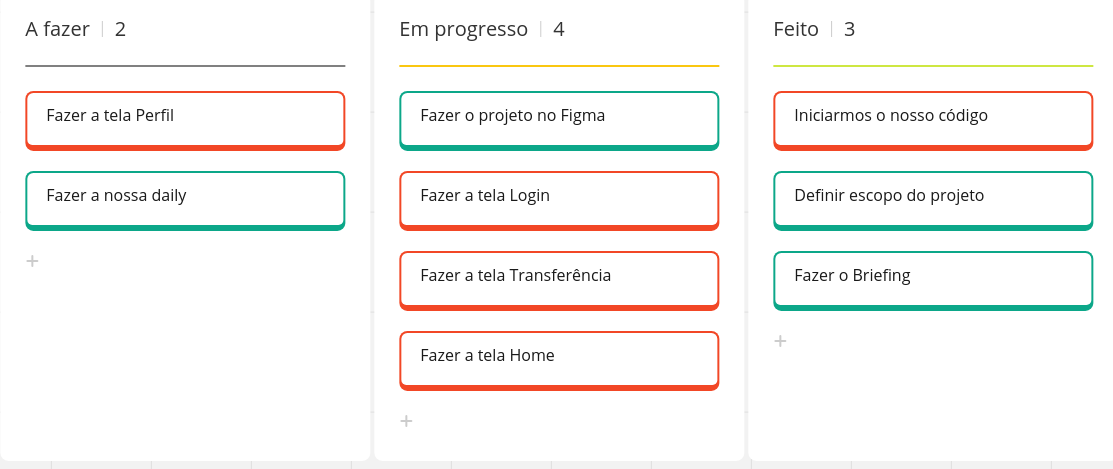 A fazer | 2
Fazer a tela Perfil
Fazer a nossa daily
+
Em progresso | 4
Fazer o projeto no Figma
Fazer a tela Login
Fazer a tela Transferência
Fazer a tela Home
+
Feito | 3
Iniciarmos o nosso código
Definir escopo do projeto
Fazer o Briefing
+